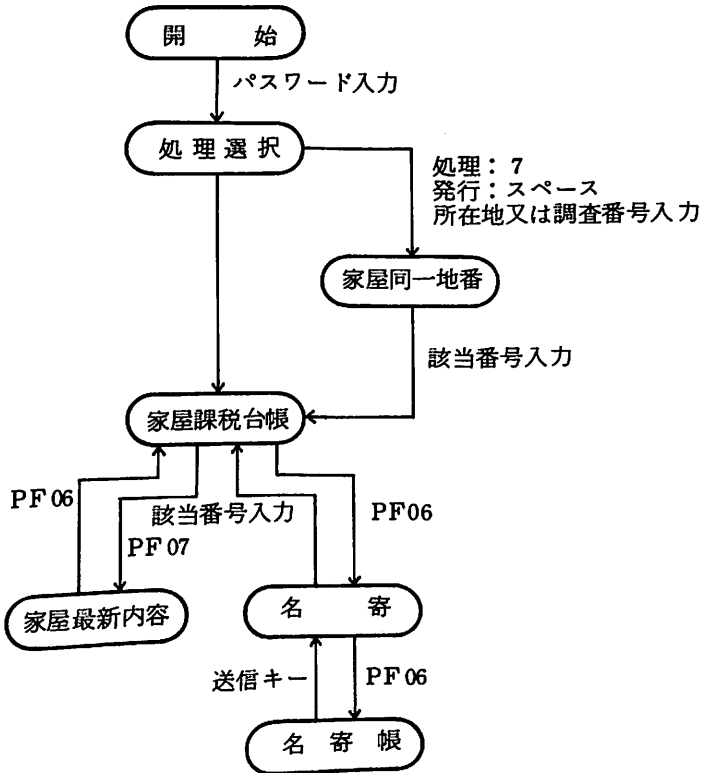 開始
パスワード入力
処理選択
処理：7
発行：スペース
所在地又は調査番号入力
家屋同一地番
該当番号入力
家屋課税台帳
PF06
該当番号入力
PF06
PF07
家屋最新内容
名寄
送信キー
PF06
名寄帳